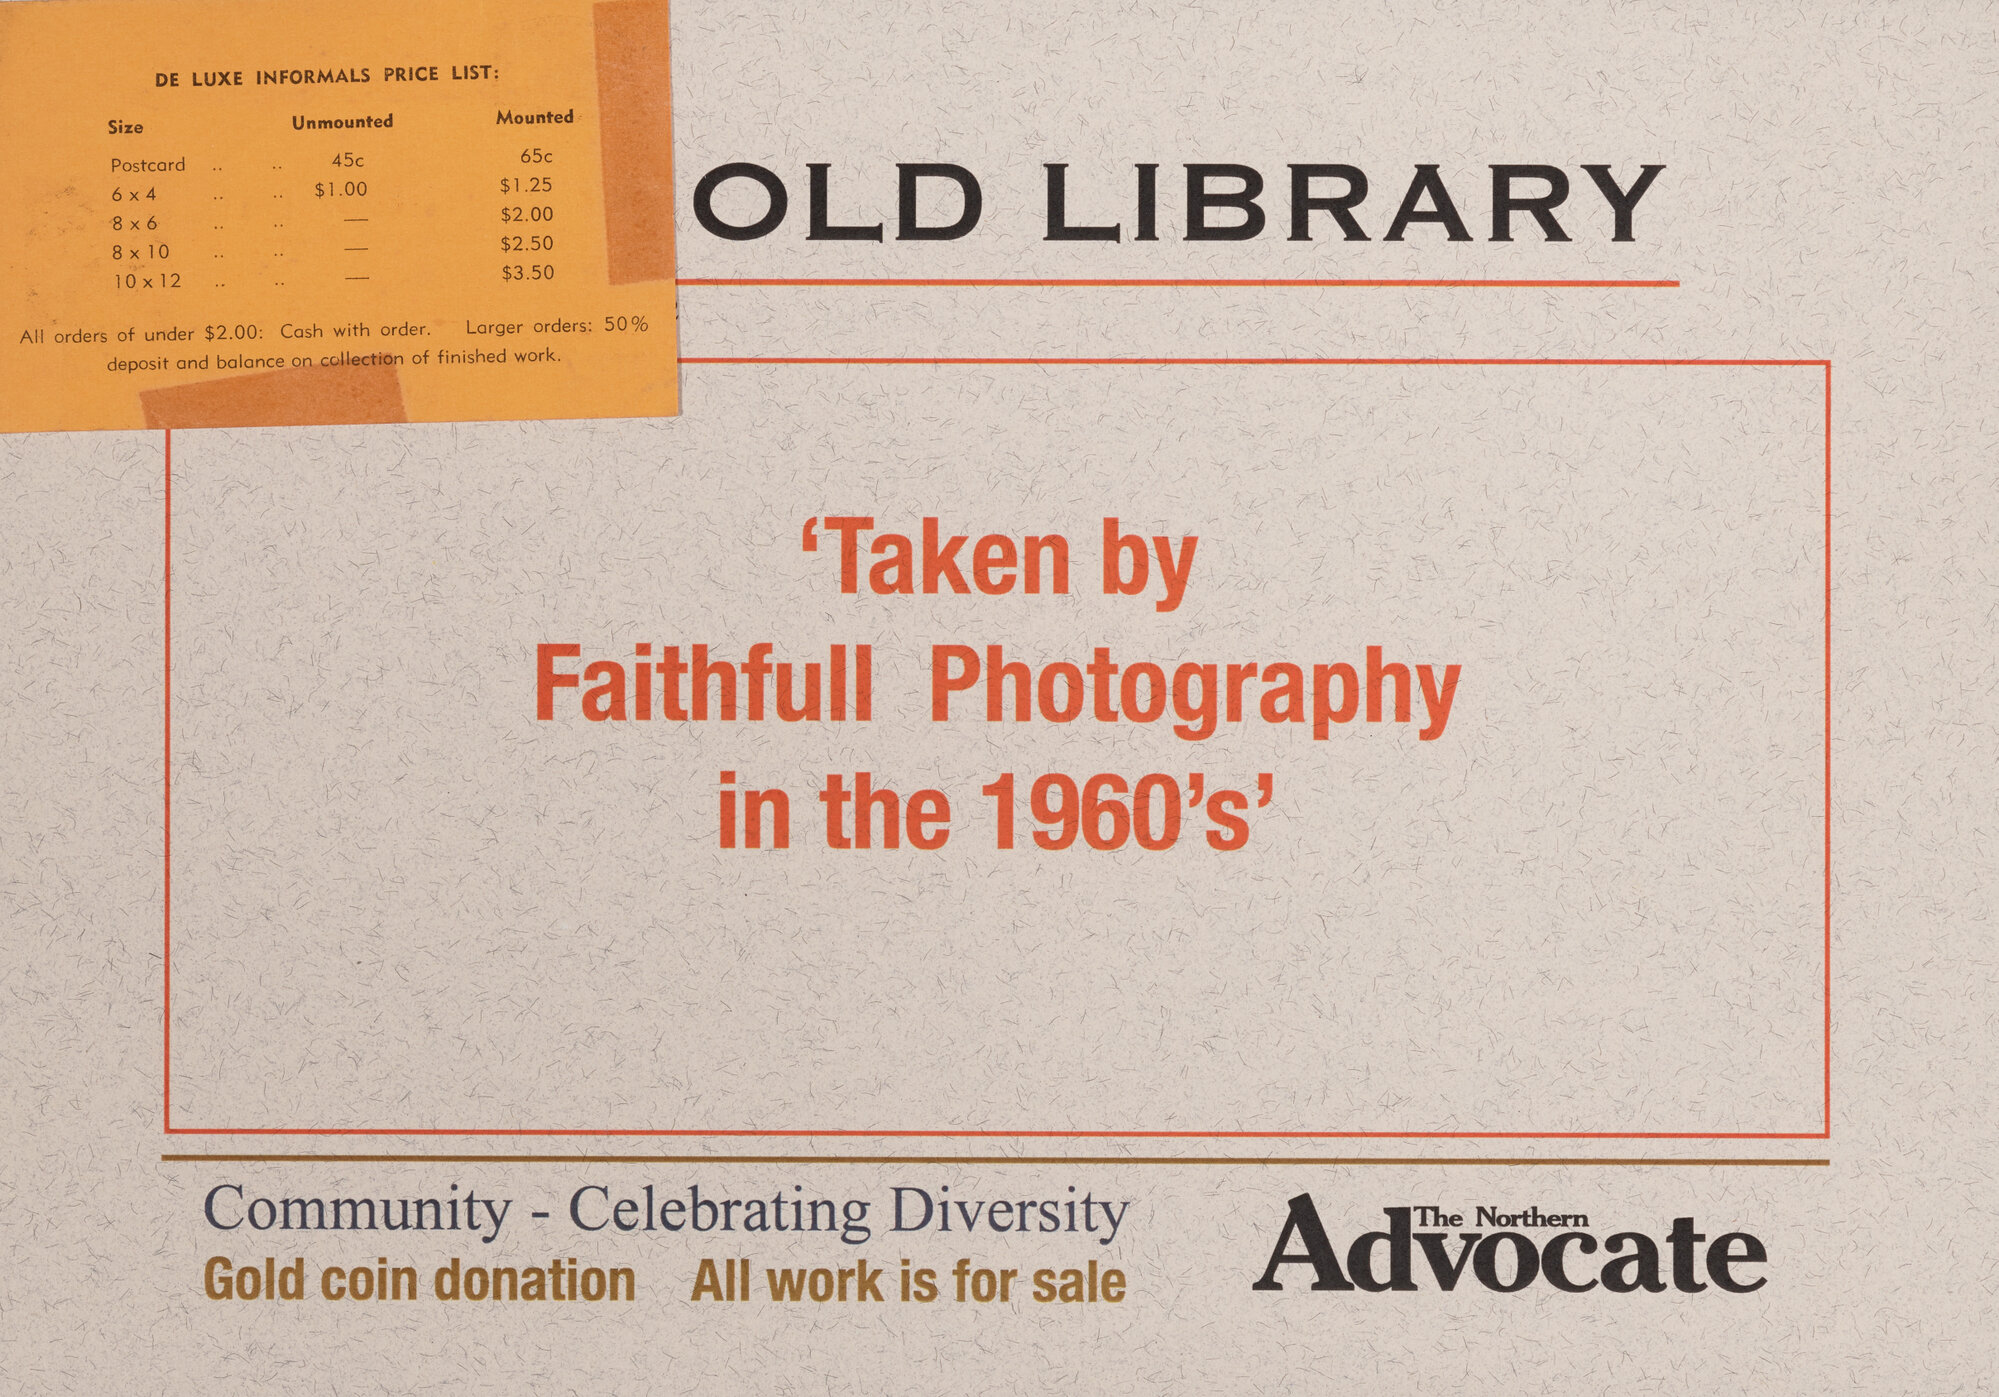 DE LUXE INFORMALS PRICE LIST:
Size Unmounted Mounted
Postcard .. .. 45c 65c
6 x 4 .. .. $1.00 $1.25
8 x 6 .. .. — $2.00
8 x 10 .. .. — $2.50
10 x 12 .. .. — $3.50
All orders of under $2.00: Cash with order. Larger orders: 50%
deposit and balance on collection of finished work.
OLD LIBRARY
‘Taken by
Faithfull Photography
in the 1960’s’
Community - Celebrating Diversity
Gold coin donation All work is for sale
The Northern
Advocate